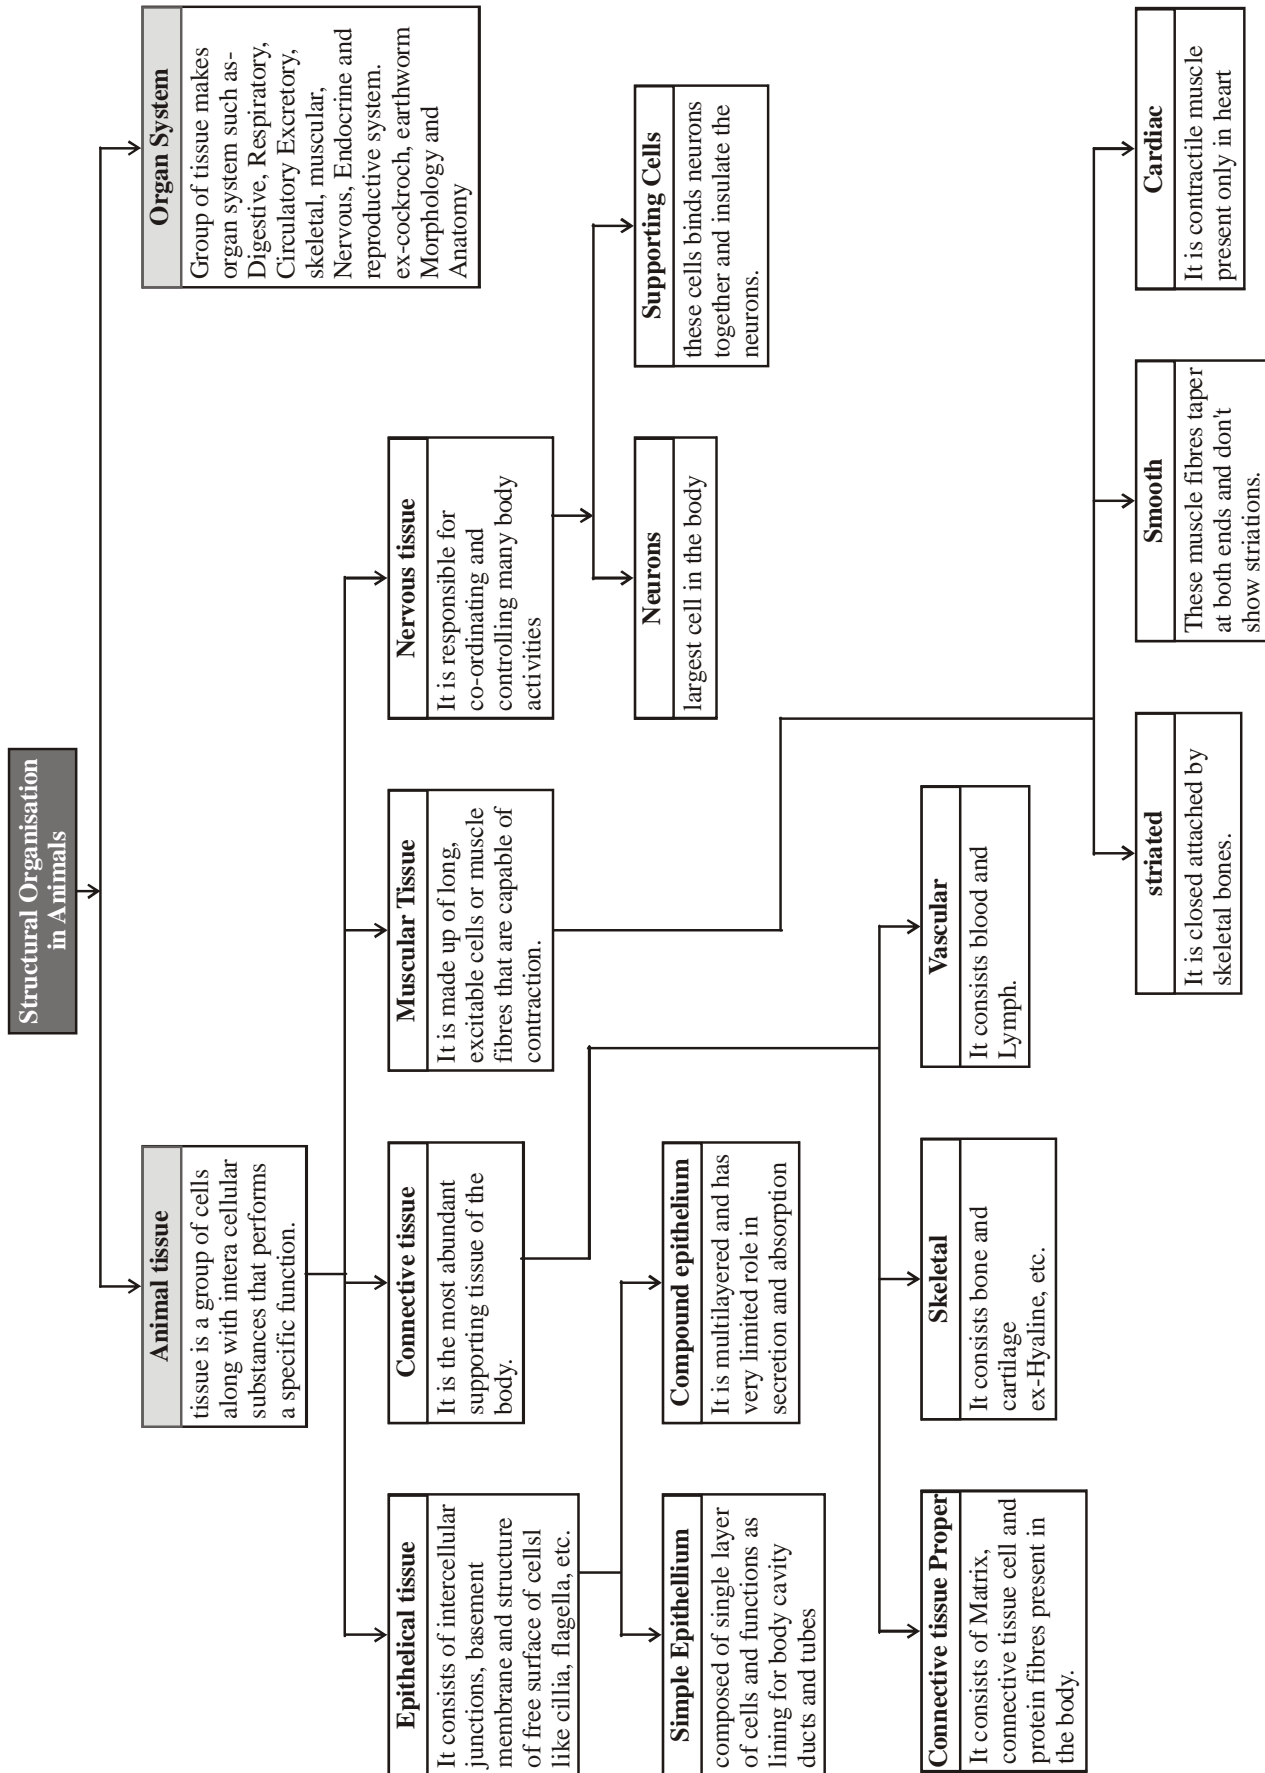 Structural Organisation
in Animals
Animal tissue
tissue is a group of cells
along with intera cellular
substances that performs
a specific function.
Organ System
Group of tissue makes
organ system such as-
Digestive, Respiratory,
Circulatory Excretory,
skeletal, muscular,
Nervous, Endocrine and
reproductive system.
ex-cockroch, earthworm
Morphology and
Anatomy
Epithelical tissue
It consists of intercellular
junctions, basement
membrane and structure
of free surface of cellsl
like cillia, flagella, etc.
Connective tissue
It is the most abundant
supporting tissue of the
body.
Muscular Tissue
It is made up of long,
excitable cells or muscle
fibres that are capable of
contraction.
Nervous tissue
It is responsible for
co-ordinating and
controlling many body
activities
Simple Epithellium
composed of single layer
of cells and functions as
lining for body cavity
ducts and tubes
Compound epithelium
It is multilayered and has
very limited role in
secretion and absorption
Neurons
largest cell in the body
Supporting Cells
these cells binds neurons
together and insulate the
neurons.
Connective tissue Proper
It consists of Matrix,
connective tissue cell and
protein fibres present in
the body.
Skeletal
It consists bone and
cartilage
ex-Hyaline, etc.
Vascular
It consists blood and
Lymph.
striated
It is closed attached by
skeletal bones.
Smooth
These muscle fibres taper
at both ends and don't
show striations.
Cardiac
It is contractile muscle
present only in heart